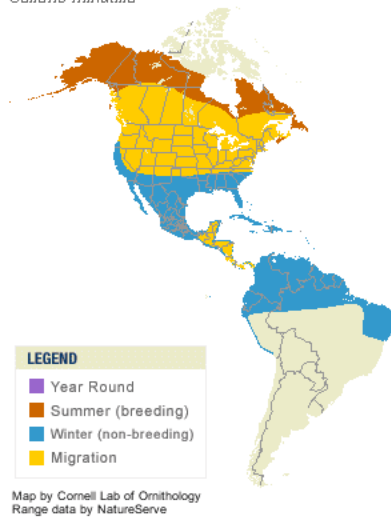 LEGEND
Year Round
Summer (breeding)
Winter (non-breeding)
Migration
Map by Cornell Lab of Ornithology
Range data by NatureServe